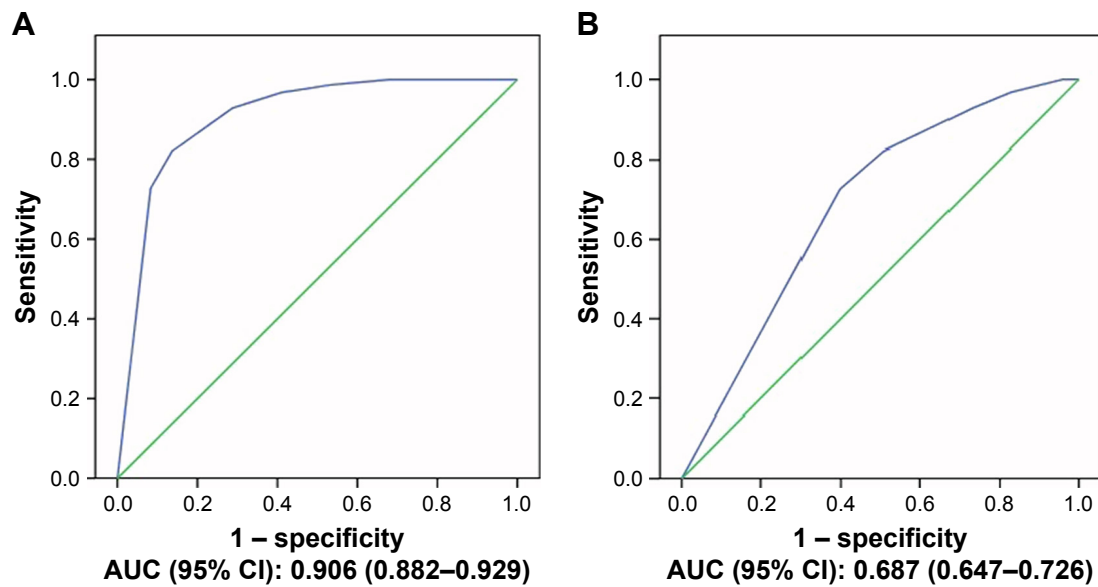 A
Sensitivity
1.0
0.8
0.6
0.4
0.2
0.0
0.0 0.2 0.4 0.6 0.8 1.0
1 – specificity
AUC (95% CI): 0.906 (0.882–0.929)
B
Sensitivity
1.0
0.8
0.6
0.4
0.2
0.0
0.0 0.2 0.4 0.6 0.8 1.0
1 – specificity
AUC (95% CI): 0.687 (0.647–0.726)